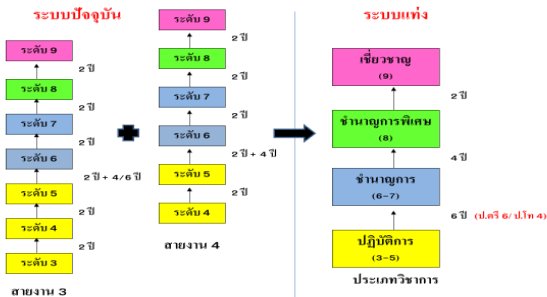 ระบบปัจจุบัน
ระดับ 9
2 ปี
ระดับ 8
2 ปี
ระดับ 7
2 ปี
ระดับ 6
2 ปี + 4/6 ปี
ระดับ 5
2 ปี
ระดับ 4
2 ปี
ระดับ 3
สายงาน 3
ระดับ 9
2 ปี
ระดับ 8
2 ปี
ระดับ 7
2 ปี
ระดับ 6
2 ปี + 4 ปี
ระดับ 5
2 ปี
ระดับ 4
สายงาน 4
ระบบแท่ง
เชี่ยวชาญ
(9)
2 ปี
ชำนาญการพิเศษ
(8)
4 ปี
ชำนาญการ
(6-7)
6 ปี (ป.ตรี 6/ ป.โท 4)
ปฏิบัติการ
(3-5)
ประเภทวิชาการ